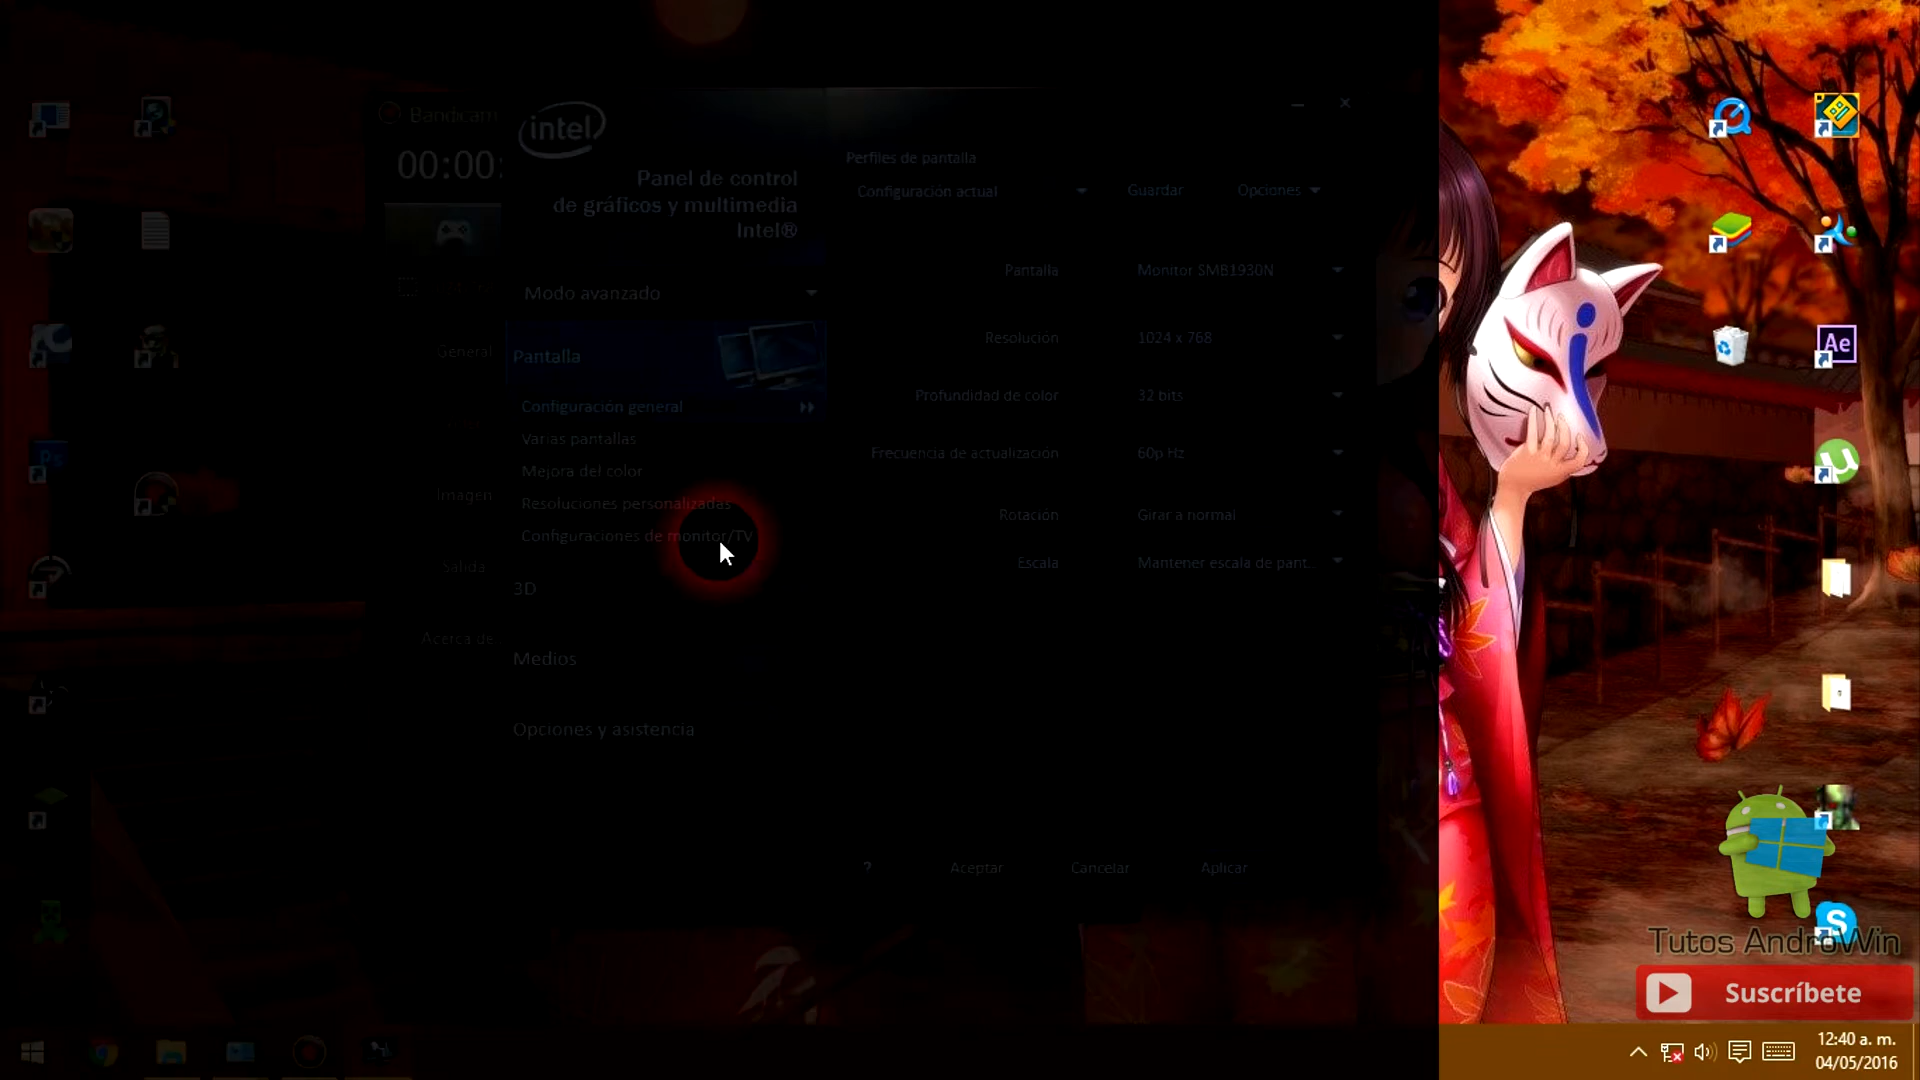 Bandicam
00:00:
intel
Panel de control
de gráficos y multimedia
Intel®
Modo avanzado
Pantalla
Configuración general
Varias pantallas
Mejora del color
Resoluciones personalizadas
Configuraciones de monitor/TV
3D
Medios
Opciones y asistencia
General
Imagen
Salida
Acerca de
Perfiles de pantalla
Configuración actual
Guardar
Opciones
Pantalla
Monitor SMB1930N
Resolución
1024 x 768
Profundidad de color
32 bits
Frecuencia de actualización
60p Hz
Rotación
Girar a normal
Escala
Mantener escala de pant...
?
Aceptar
Cancelar
Aplicar
Ps
Ae
S
Tutos AndroWin
Suscríbete
12:40 a. m.
04/05/2016